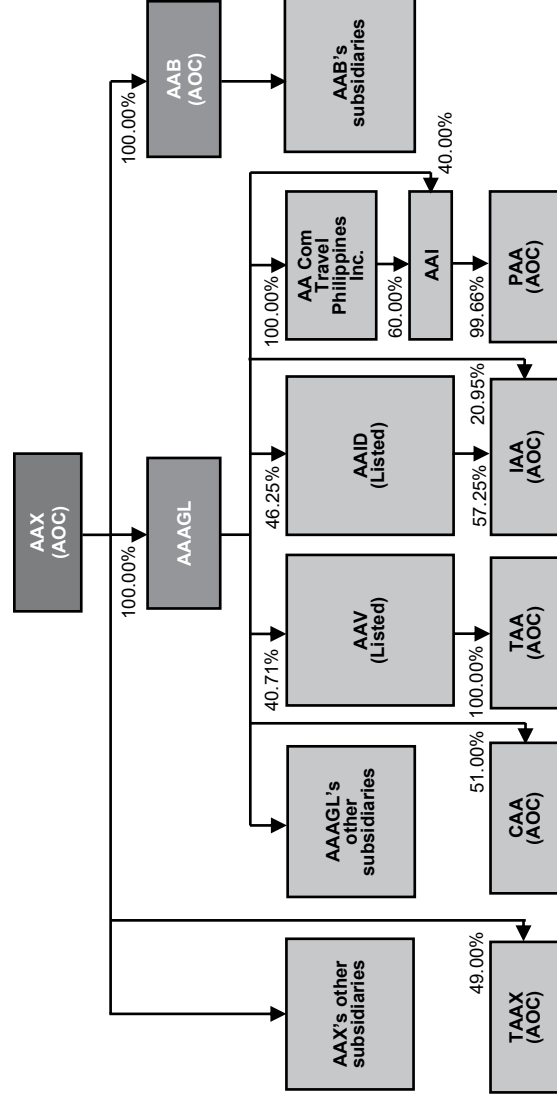 AAX
(AOC)
100.00%
100.00%
AAAGL
AAB
(AOC)
AAX's other
subsidiaries
AAAGL's
other
subsidiaries
40.71%
AAV
(Listed)
46.25%
AAID
(Listed)
100.00%
AA Com
Travel
Philippines
Inc.
AAB's
subsidiaries
60.00%
40.00%
AAI
49.00%
TAAX
(AOC)
51.00%
CAA
(AOC)
100.00%
TAA
(AOC)
57.25%
20.95%
IAA
(AOC)
99.66%
PAA
(AOC)